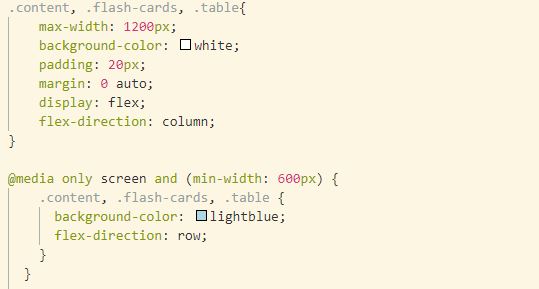 .content, .flash-cards, .table{
max-width: 1200px;
background-color: white;
padding: 20px;
margin: 0 auto;
display: flex;
flex-direction: column;
}
@media only screen and (min-width: 600px) {
.content, .flash-cards, .table {
background-color: lightblue;
flex-direction: row;
}
}